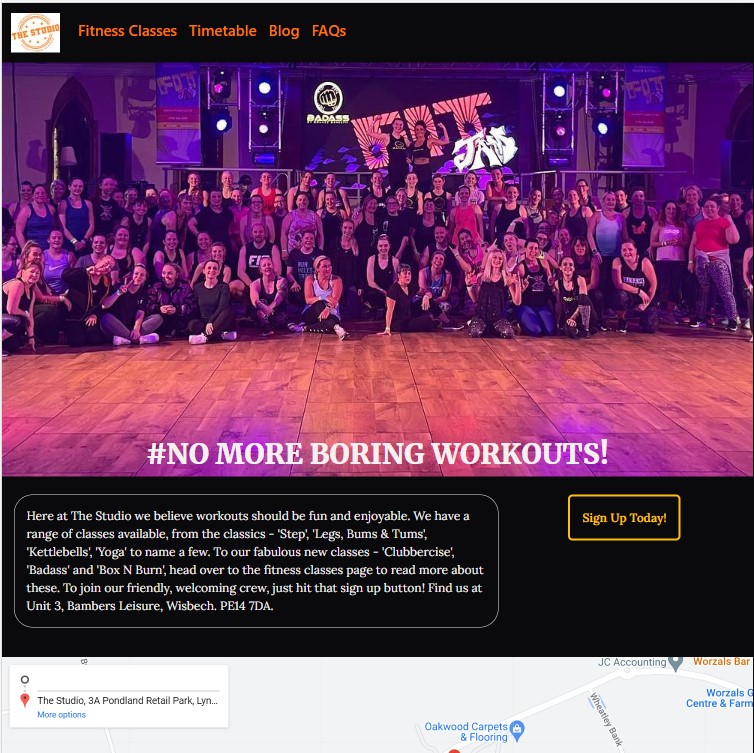 THE STUDIO
Fitness Classes Timetable Blog FAQs
BADASS
FIT
JAM
#NO MORE BORING WORKOUTS!
Here at The Studio we believe workouts should be fun and enjoyable. We have a
range of classes available, from the classics - 'Step', 'Legs, Bums & Tums',
'Kettlebells', 'Yoga' to name a few. To our fabulous new classes - 'Clubbercise',
'Badass' and 'Box N Burn', head over to the fitness classes page to read more about
these. To join our friendly, welcoming crew, just hit that sign up button! Find us at
Unit 3, Bambers Leisure, Wisbech. PE14 7DA.
Sign Up Today!
The Studio, 3A Pondland Retail Park, Lyn...
More options
JC Accounting
Worzals Bar
Worzals G
Centre & Farm
Wheatley Bank
Oakwood Carpets
& Flooring